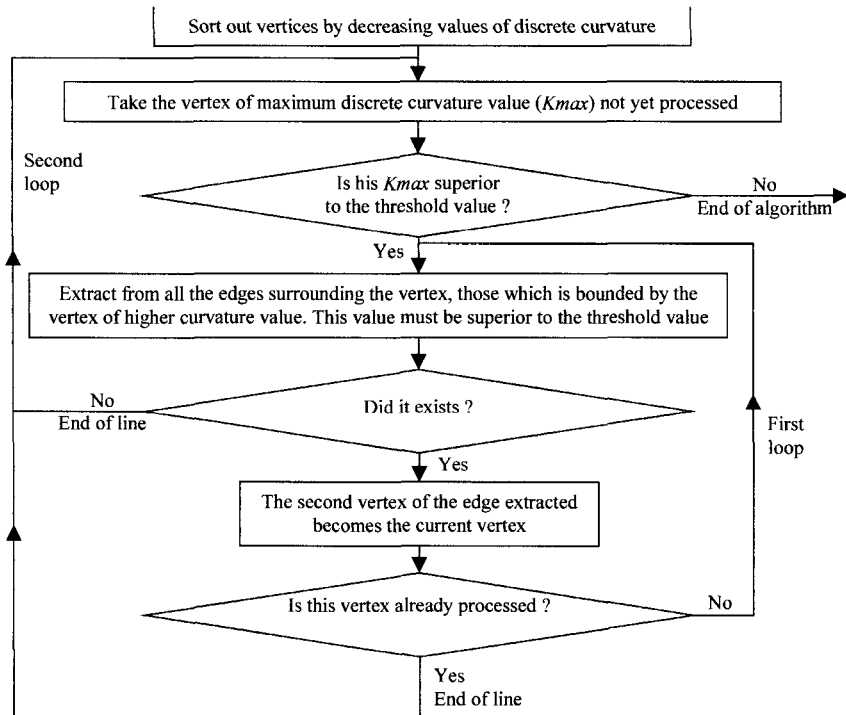 Sort out vertices by decreasing values of discrete curvature
Take the vertex of maximum discrete curvature value (Kmax) not yet processed
Second
loop
Is his Kmax superior
to the threshold value ?
No
End of algorithm
Yes
Extract from all the edges surrounding the vertex, those which is bounded by the
vertex of higher curvature value. This value must be superior to the threshold value
No
End of line
Did it exists ?
First
loop
Yes
The second vertex of the edge extracted
becomes the current vertex
Is this vertex already processed ?
No
Yes
End of line